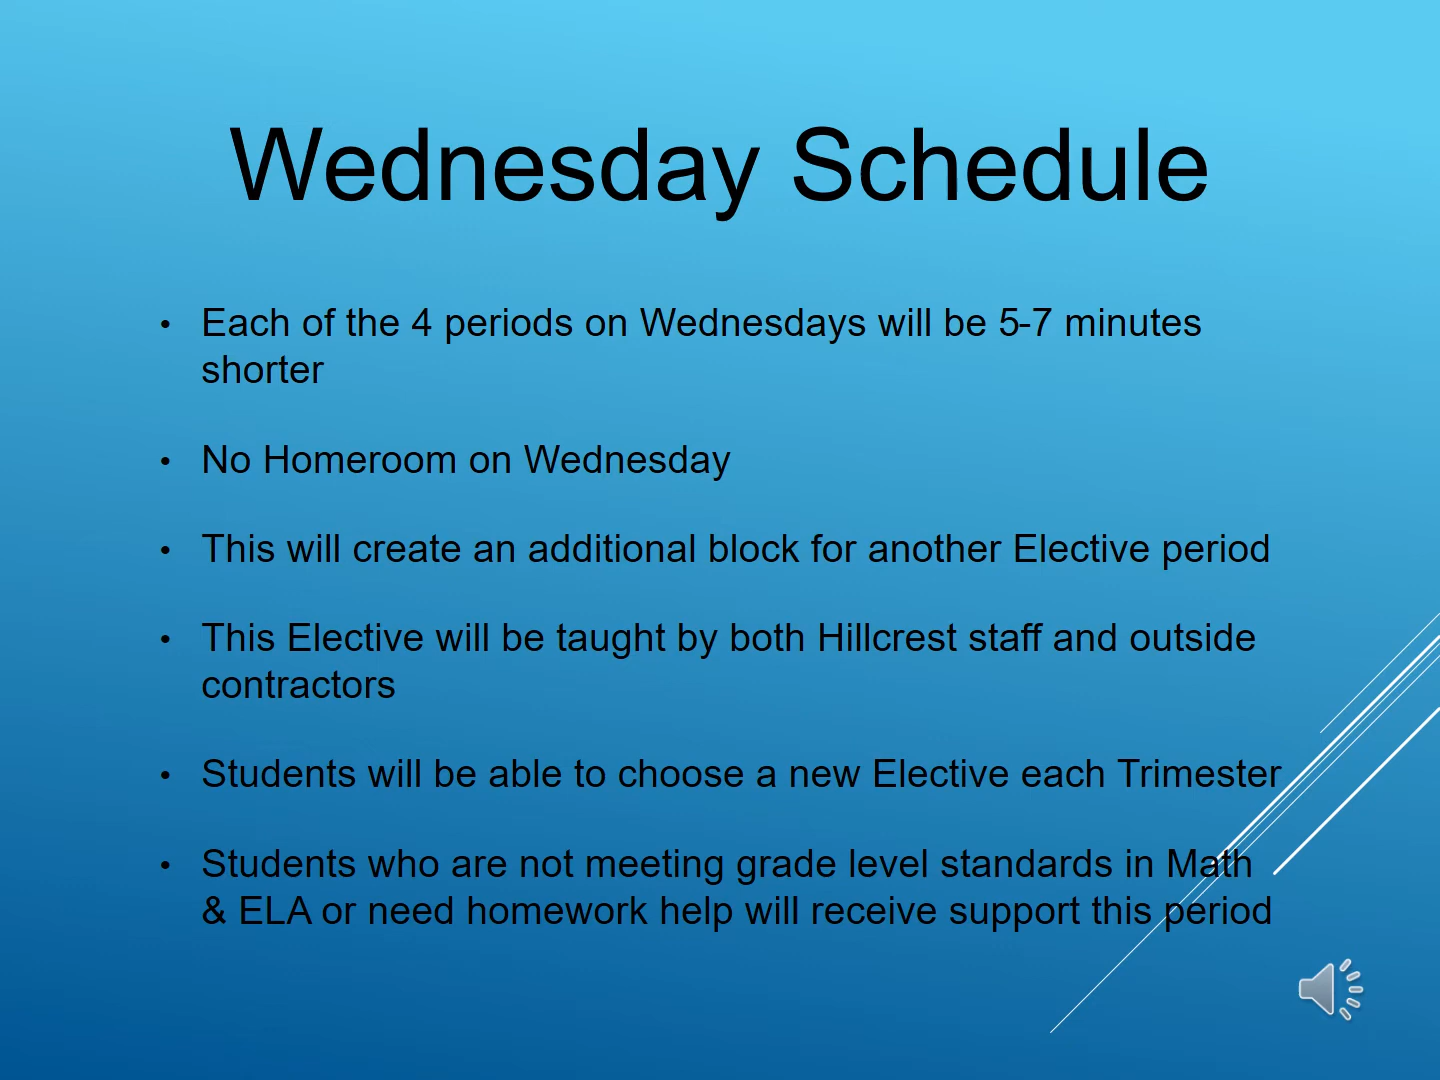 Wednesday Schedule
• Each of the 4 periods on Wednesdays will be 5-7 minutes
shorter
• No Homeroom on Wednesday
• This will create an additional block for another Elective period
• This Elective will be taught by both Hillcrest staff and outside
contractors
• Students will be able to choose a new Elective each Trimester
• Students who are not meeting grade level standards in Math
& ELA or need homework help will receive support this period